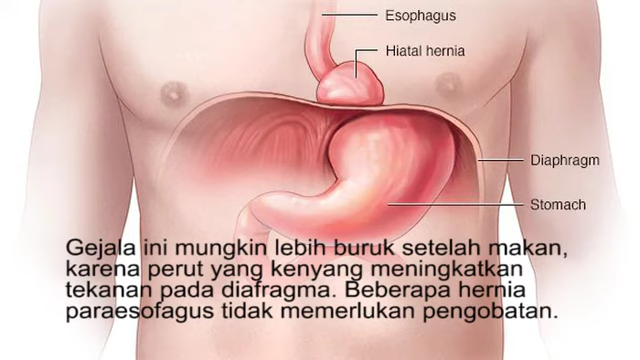 Esophagus
Hiatal hernia
Diaphragm
Stomach
Gejala ini mungkin lebih buruk setelah makan,
karena perut yang kenyang meningkatkan
tekanan pada diafragma. Beberapa hernia
paraesofagus tidak memerlukan pengobatan.